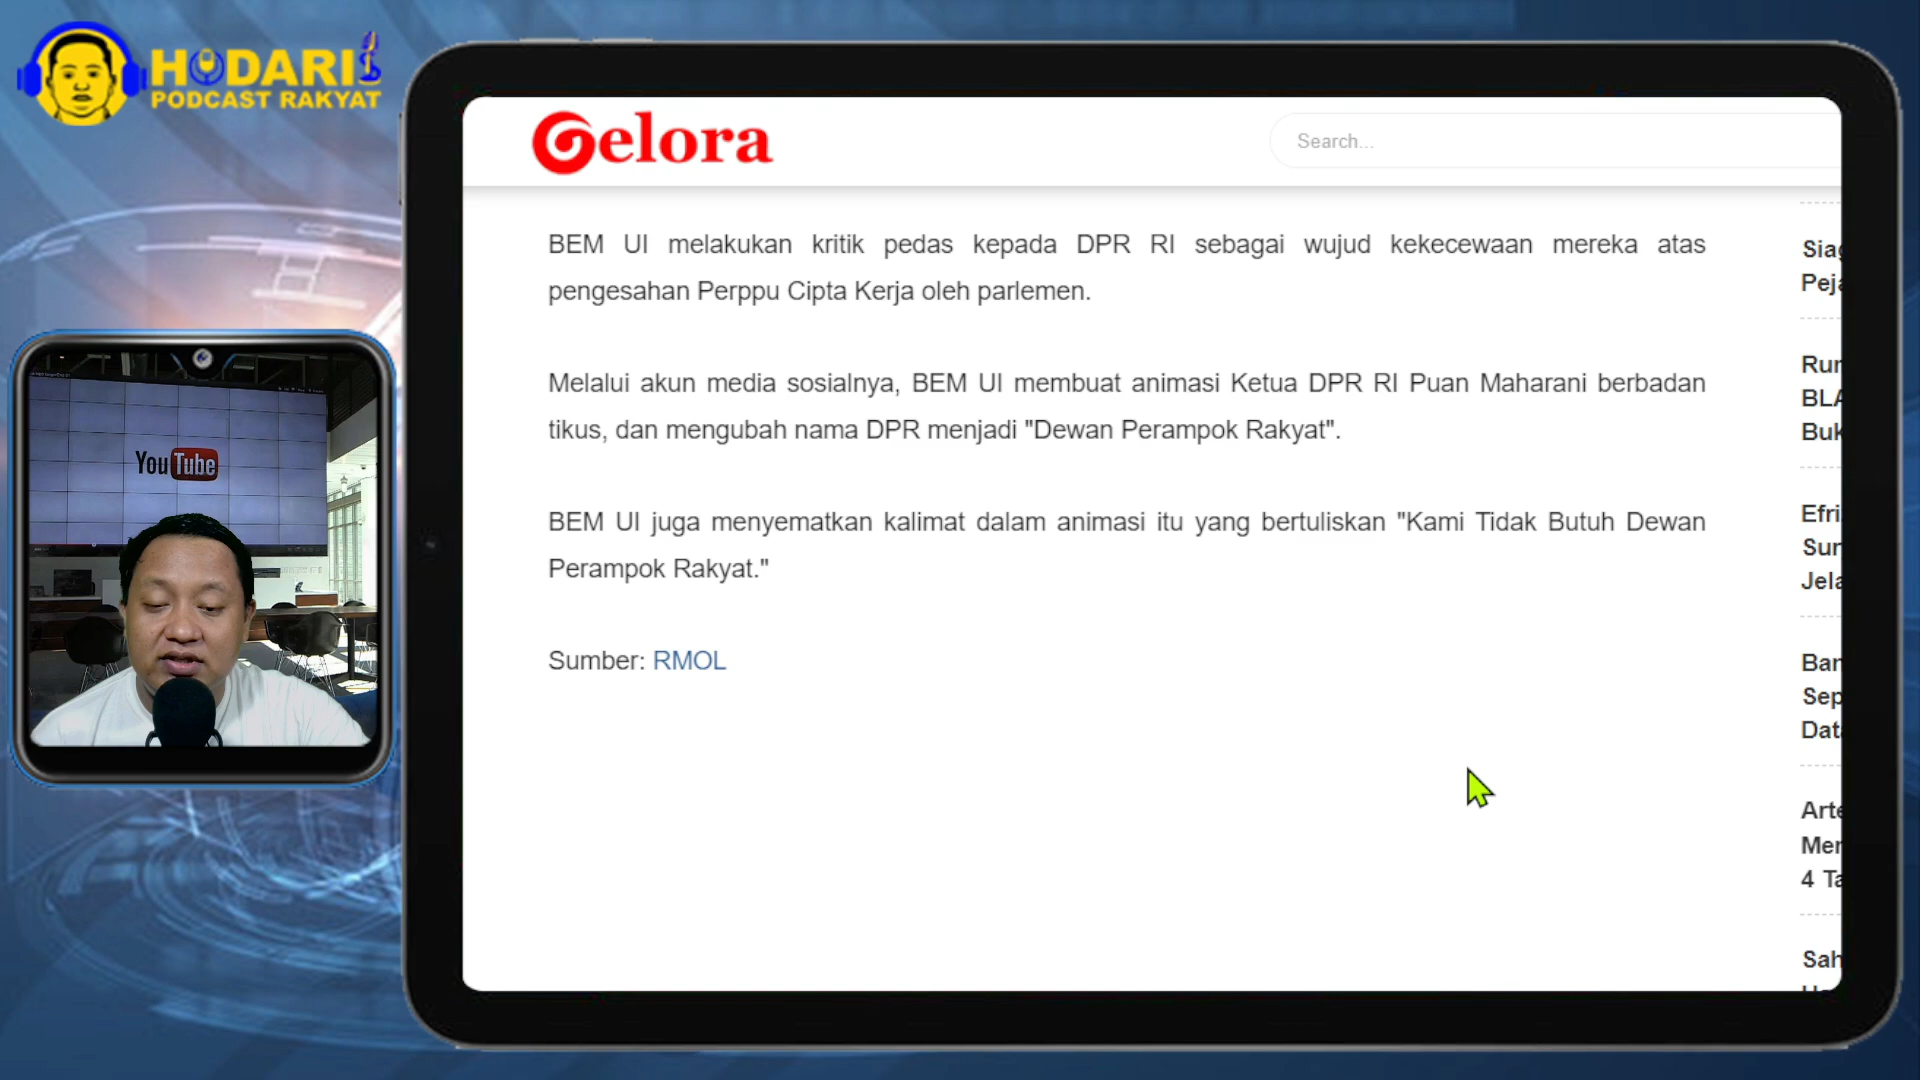 HODARI
PODCAST RAKYAT
Gelora
Search...
BEM UI melakukan kritik pedas kepada DPR RI sebagai wujud kekecewaan mereka atas
pengesahan Perppu Cipta Kerja oleh parlemen.
Melalui akun media sosialnya, BEM UI membuat animasi Ketua DPR RI Puan Maharani berbadan
tikus, dan mengubah nama DPR menjadi "Dewan Perampok Rakyat".
BEM UI juga menyematkan kalimat dalam animasi itu yang bertuliskan "Kami Tidak Butuh Dewan
Perampok Rakyat."
Sumber: RMOL
YouTube
4